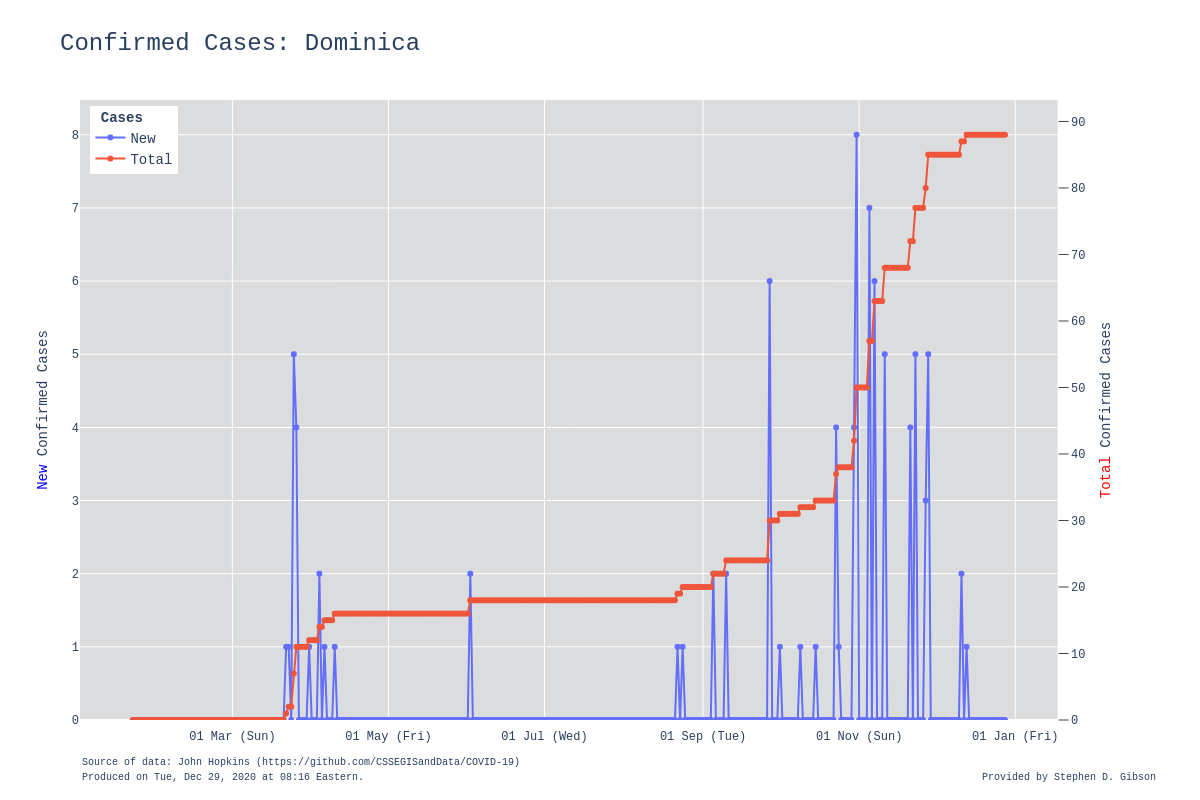 Confirmed Cases: Dominica
Cases
New
Total
8
7
6
5
4
3
2
1
0
New Confirmed Cases
90
80
70
60
50
40
30
20
10
0
Total Confirmed Cases
01 Mar (Sun) 01 May (Fri) 01 Jul (Wed) 01 Sep (Tue) 01 Nov (Sun) 01 Jan (Fri)
Source of data: John Hopkins (https://github.com/CSSEGISandData/COVID-19)
Produced on Tue, Dec 29, 2020 at 08:16 Eastern.
Provided by Stephen D. Gibson